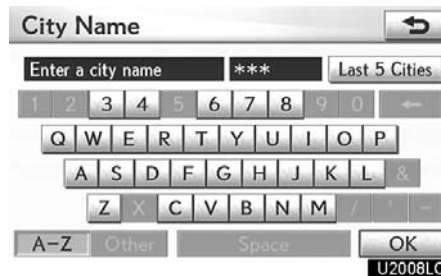 City Name
Enter a city name *** Last 5 Cities
1 2 3 4 5 6 7 8 9 0 ←
Q W E R T Y U I O P
A S D F G H J K L &
Z X C V B N M / ' -
A-Z Other Space OK
U2008LC